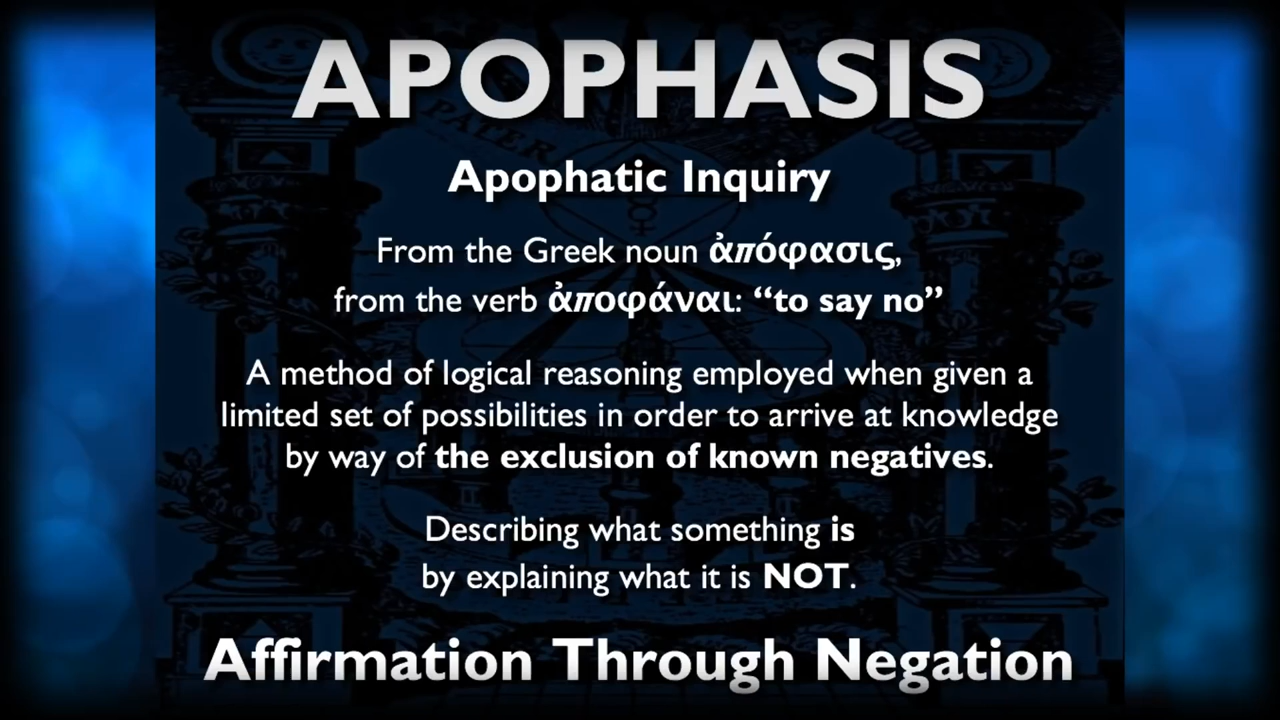 APOPHASIS
Apophatic Inquiry
From the Greek noun ἀπόφασις,
from the verb ἀποφάναι: “to say no”
A method of logical reasoning employed when given a
limited set of possibilities in order to arrive at knowledge
by way of the exclusion of known negatives.
Describing what something is
by explaining what it is NOT.
Affirmation Through Negation
PATER